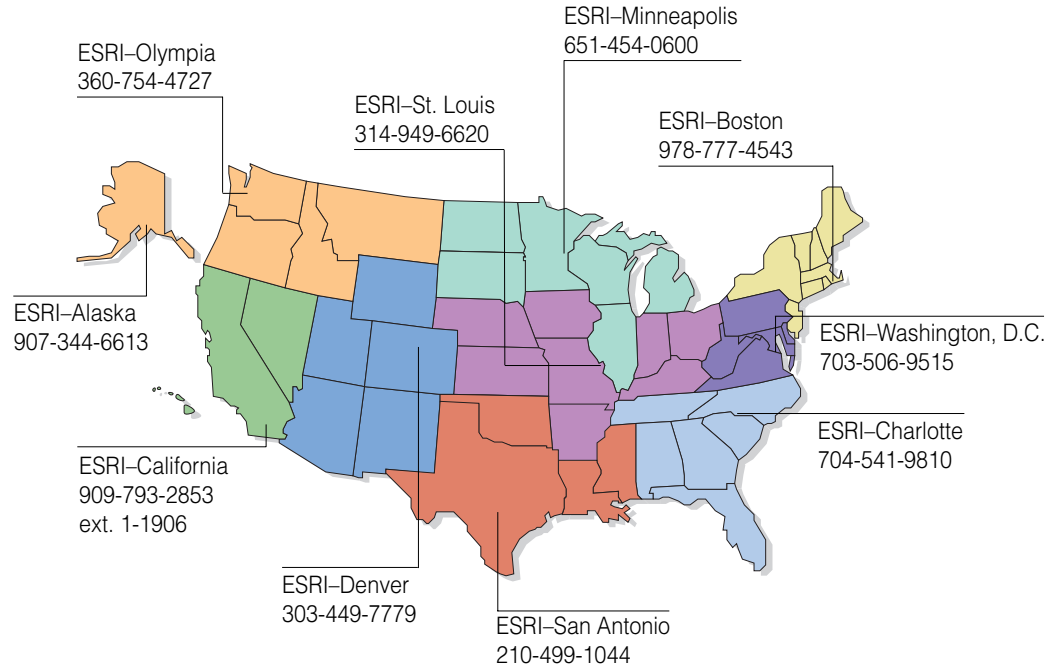 ESRI–Minneapolis
651-454-0600
ESRI–Olympia
360-754-4727
ESRI–St. Louis
314-949-6620
ESRI–Boston
978-777-4543
ESRI–Alaska
907-344-6613
ESRI–Washington, D.C.
703-506-9515
ESRI–Charlotte
704-541-9810
ESRI–California
909-793-2853
ext. 1-1906
ESRI–Denver
303-449-7779
ESRI–San Antonio
210-499-1044